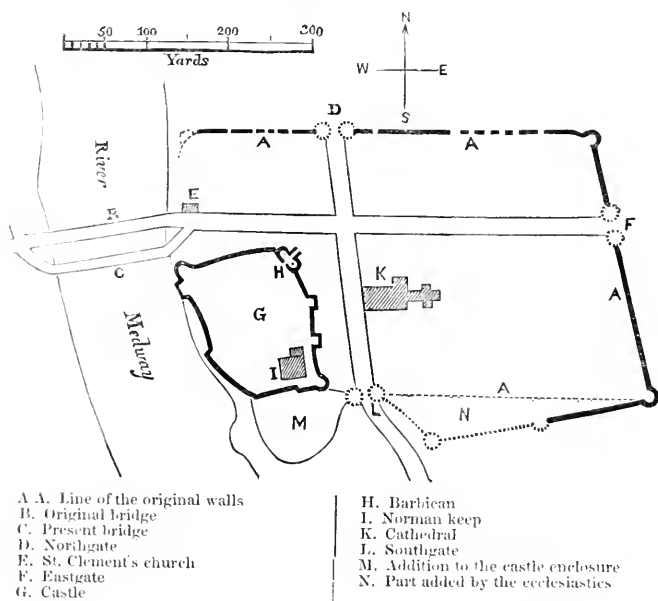 50 100 200 300
Yards
N
W E
S
D
A A
River
E
B
F
C
H
K
G
A
Medway
I
A
L
N
M
A A. Line of the original walls
B. Original bridge
C. Present bridge
D. Northgate
E. St. Clement's church
F. Eastgate
G. Castle
H. Barbican
I. Norman keep
K. Cathedral
L. Southgate
M. Addition to the castle enclosure
N. Part added by the ecclesiastics